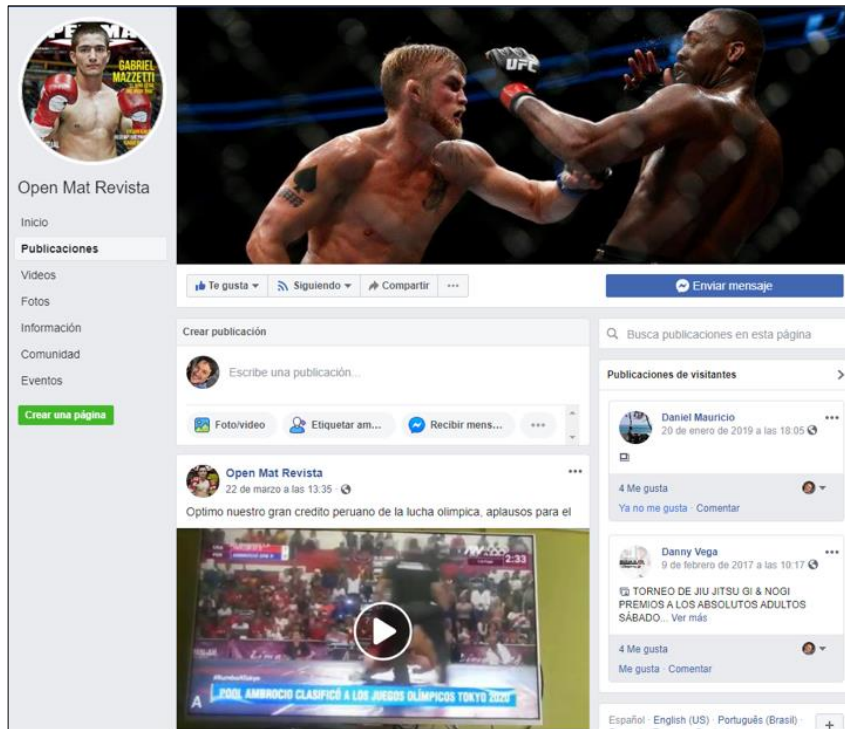 GABRIEL
MAZZETTI
UFC
Open Mat Revista
Inicio
Publicaciones
Videos
Fotos
Información
Comunidad
Eventos
Crear una página
Te gusta
Siguiendo
Compartir
Enviar mensaje
Crear publicación
Escribe una publicación...
Foto/video
Etiquetar am...
Recibir mens...
Open Mat Revista
22 de marzo a las 13:35
Optimo nuestro gran credito peruano de la lucha olimpica, aplausos para el
2:33
#RumboATokyo
POOL AMBROCIO CLASIFICÓ A LOS JUEGOS OLÍMPICOS TOKYO 2020
A
Busca publicaciones en esta página
Publicaciones de visitantes
Daniel Mauricio
20 de enero de 2019 a las 18:05
4 Me gusta
Ya no me gusta · Comentar
Danny Vega
9 de febrero de 2017 a las 10:17
TORNEO DE JIU JITSU GI & NOGI
PREMIOS A LOS ABSOLUTOS ADULTOS
SÁBADO... Ver más
4 Me gusta
Me gusta · Comentar
Español · English (US) · Português (Brasil) ·